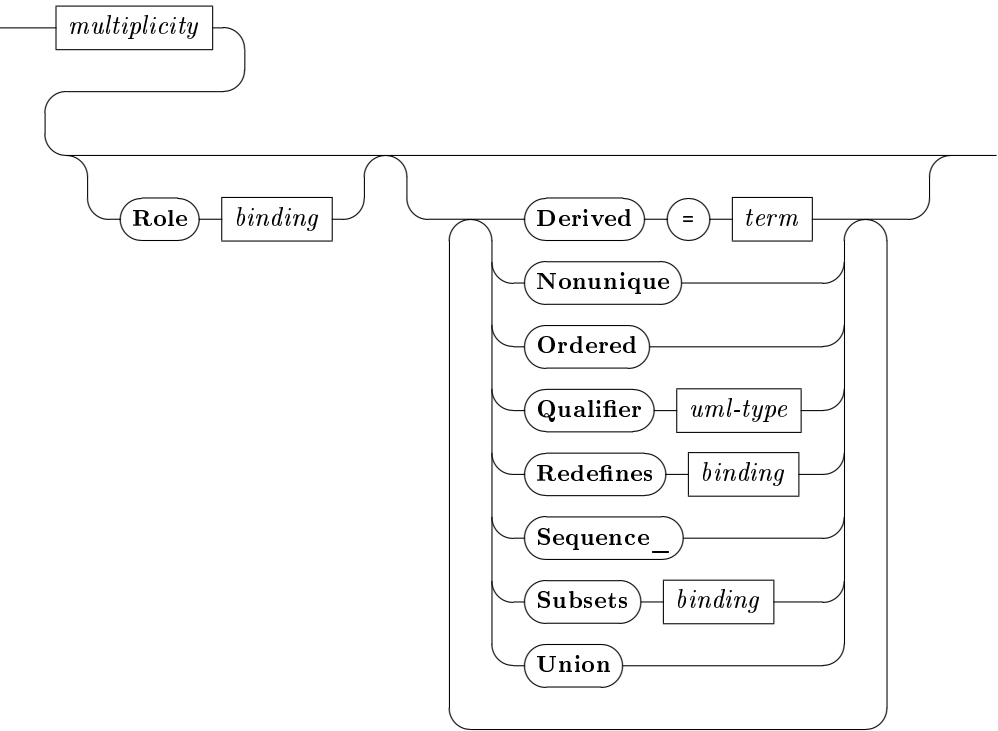 multiplicity
Role binding
Derived = term
Nonunique
Ordered
Qualifier uml-type
Redefines binding
Sequence_
Subsets binding
Union